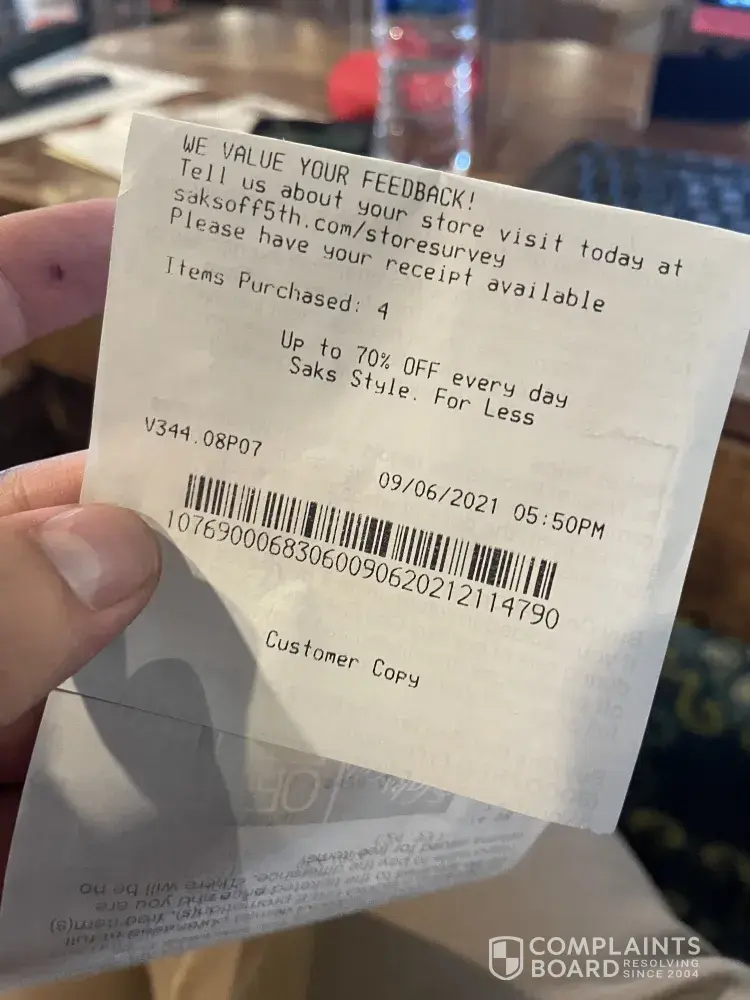 WE VALUE YOUR FEEDBACK!
Tell us about your store visit today at
saksoff5th.com/storesurvey
Please have your receipt available
Items Purchased: 4
Up to 70% OFF every day
Saks Style. For Less
V344.08P07
09/06/2021 05:50PM
10769000683060090620212114790
Customer Copy
OF
COMPLAINTS
BOARD RESOLVING
SINCE 2004